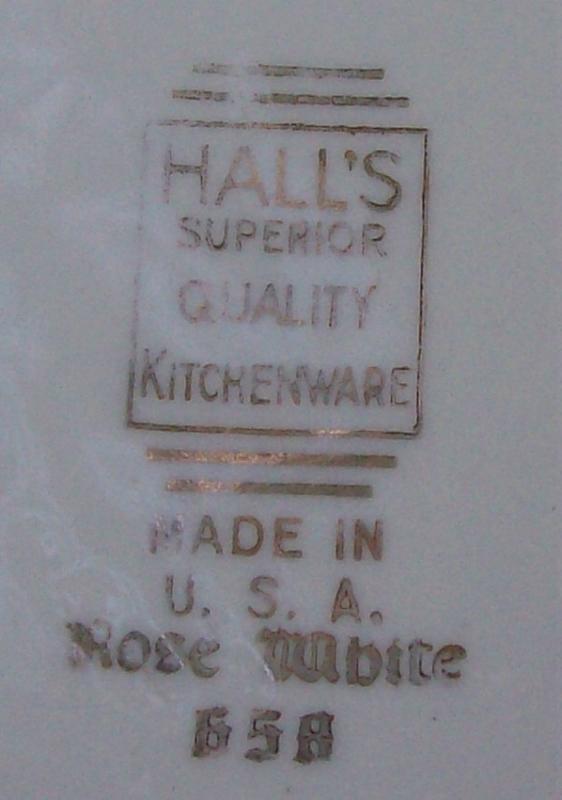 HALL'S
SUPERIOR
QUALITY
KITCHENWARE
MADE IN
U. S. A.
Rose White
658